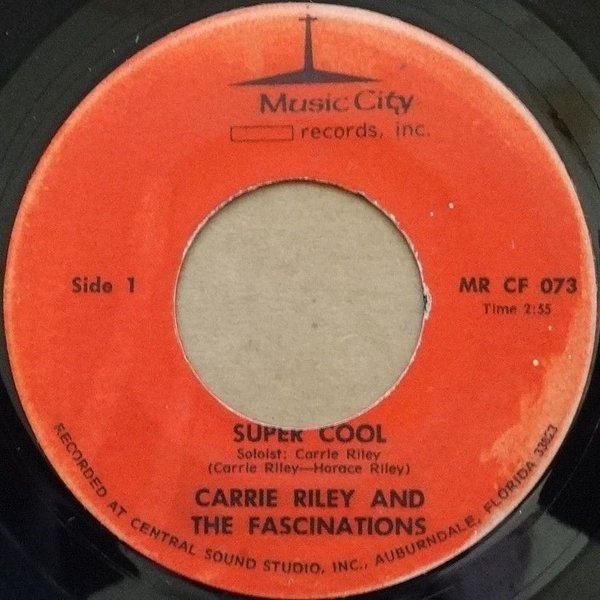 Music City
records, inc.
Side 1
MR CF 073
Time 2:55
SUPER COOL
Soloist: Carrie Riley
(Carrie Riley—Horace Riley)
CARRIE RILEY AND
THE FASCINATIONS
RECORDED AT CENTRAL SOUND STUDIO, INC., AUBURNDALE, FLORIDA 33823